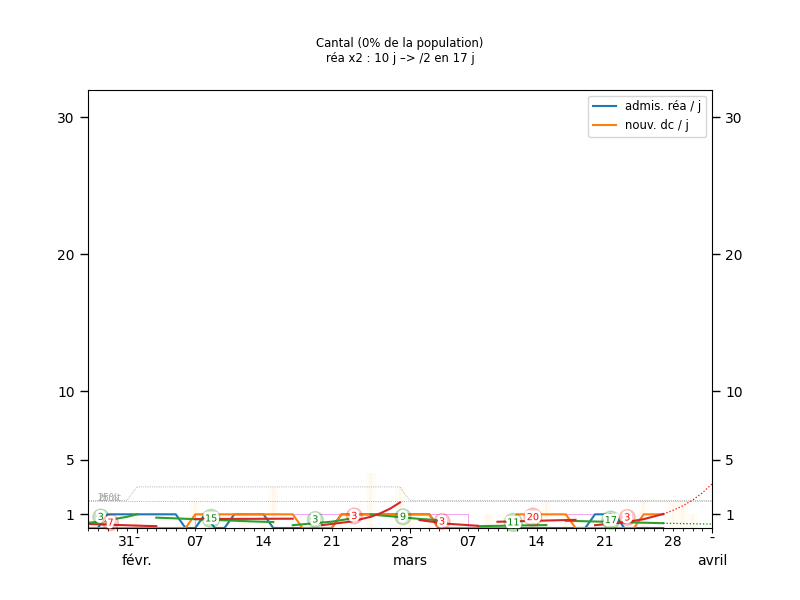 Cantal (0% de la population)
réa x2 : 10 j –> /2 en 17 j
admis. réa / j
nouv. dc / j
30 30
20 20
10 10
5 5
1 1
3 7 15 3 3 9 3 11 20 17 3
31 07 14 21 28 07 14 21 28
févr. mars avril